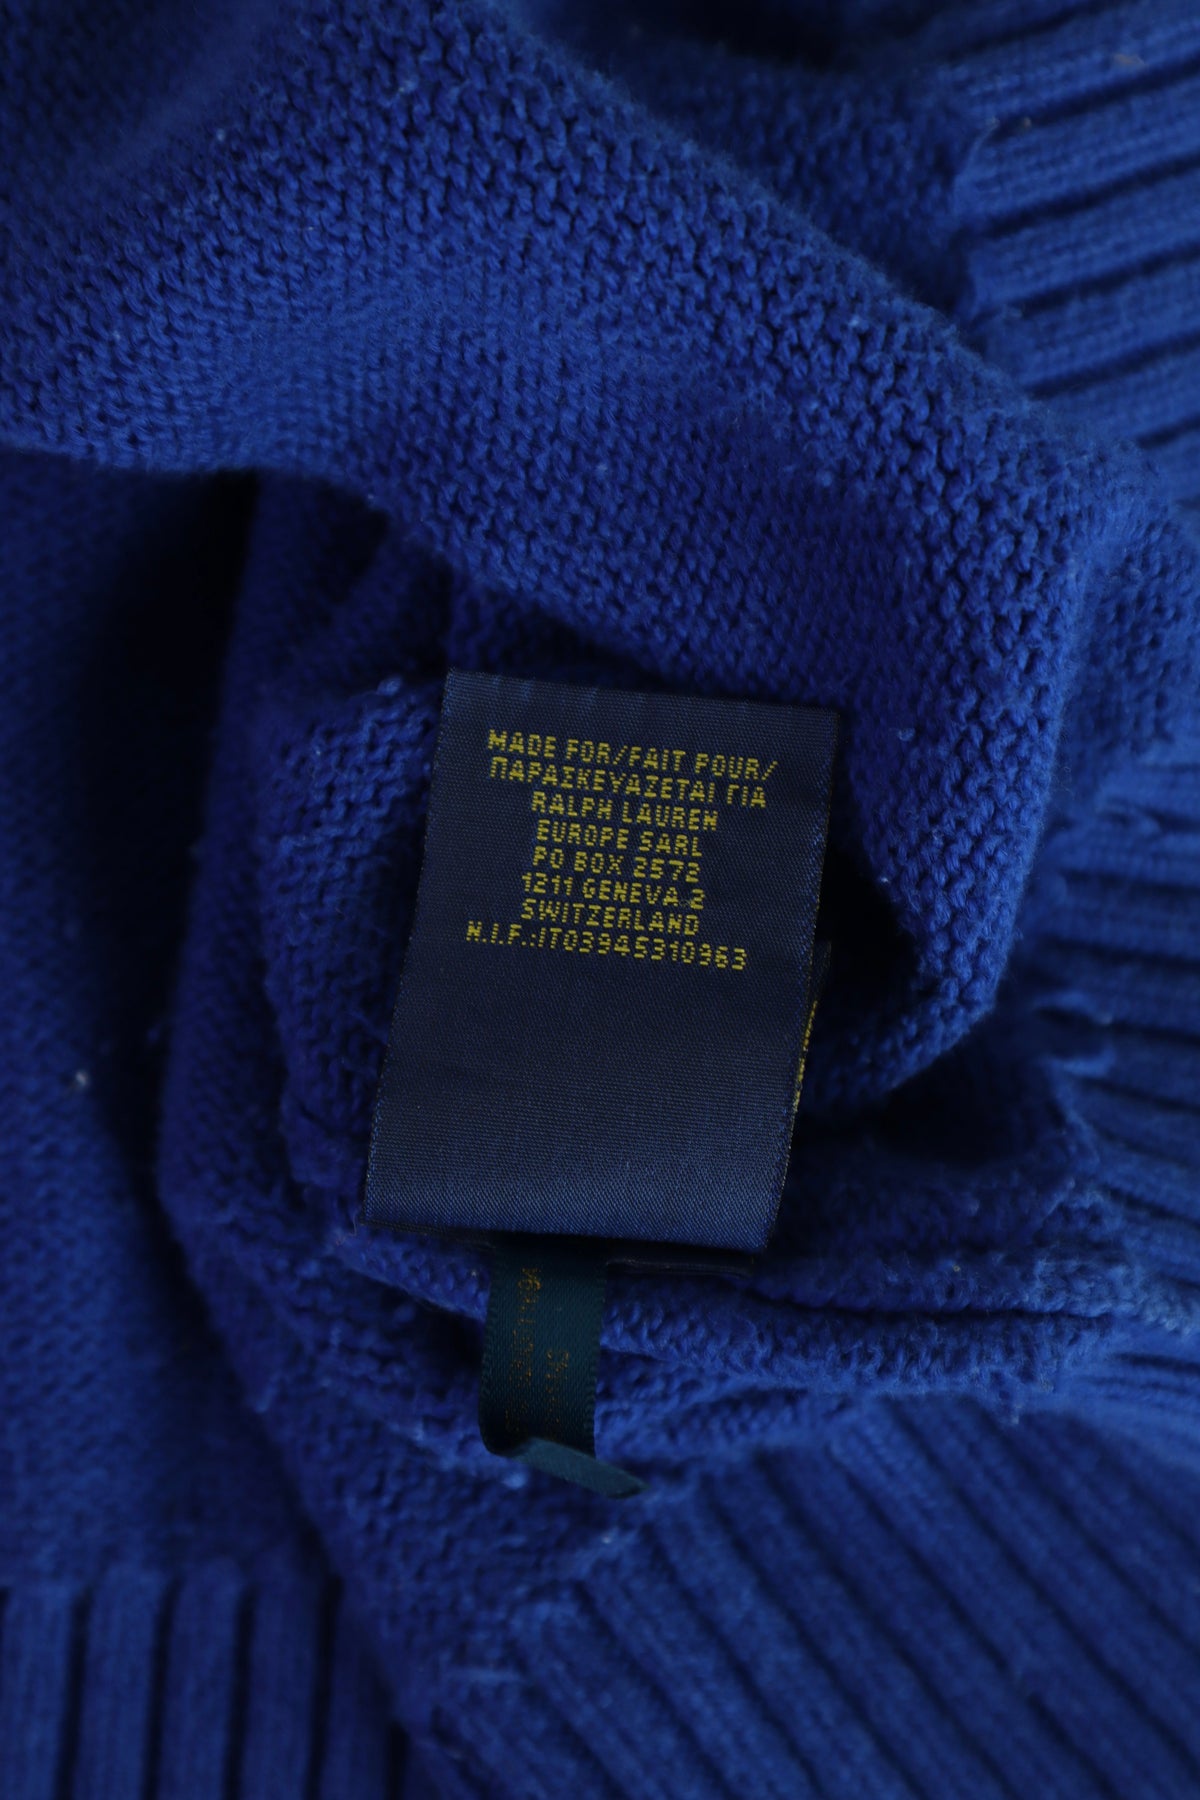 MADE FOR/FAIT POUR/
ΠΑΡΑΣΚΕΥΑΖΕΤΑΙ ΓΙΑ
RALPH LAUREN
EUROPE SARL
PO BOX 2572
1211 GENEVA 2
SWITZERLAND
N.I.F.:IT03945310963